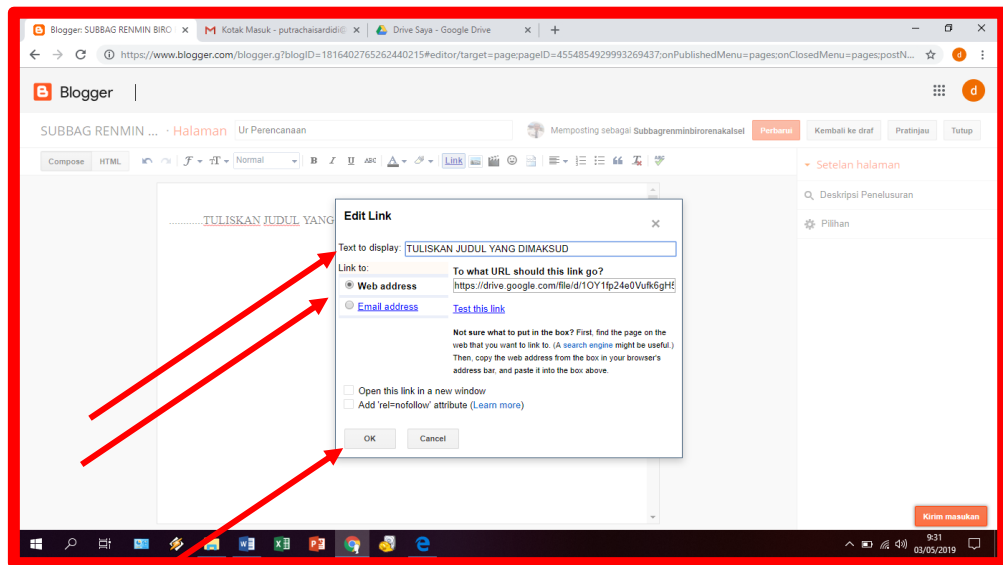 Blogger: SUBBAG RENMIN BIRO
Kotak Masuk - putrachaisardidi@
Drive Saya - Google Drive
https://www.blogger.com/blogger.g?blogID=1816402765262440215#editor/target=page;pageID=4554854929993269437;onPublishedMenu=pages;onClosedMenu=pages;postN...
d
Blogger
d
SUBBAG RENMIN ... · Halaman Ur Perencanaan
Memposting sebagai Subbagrenminbirorenakalsel
Perbarui Kembali ke draf Pratinjau Tutup
Compose HTML Normal B I U ABC A Link
Setelan halaman
Deskripsi Penelusuran
Pilihan
............TULISKAN JUDUL YANG
Edit Link
Text to display: TULISKAN JUDUL YANG DIMAKSUD
Link to:
Web address
Email address
To what URL should this link go?
https://drive.google.com/file/d/1OY1fp24e0Vufk6gH
Test this link
Not sure what to put in the box? First, find the page on the
web that you want to link to. (A search engine might be useful.)
Then, copy the web address from the box in your browser's
address bar, and paste it into the box above.
Open this link in a new window
Add 'rel=nofollow' attribute (Learn more)
OK Cancel
Kirim masukan
9:31
03/05/2019